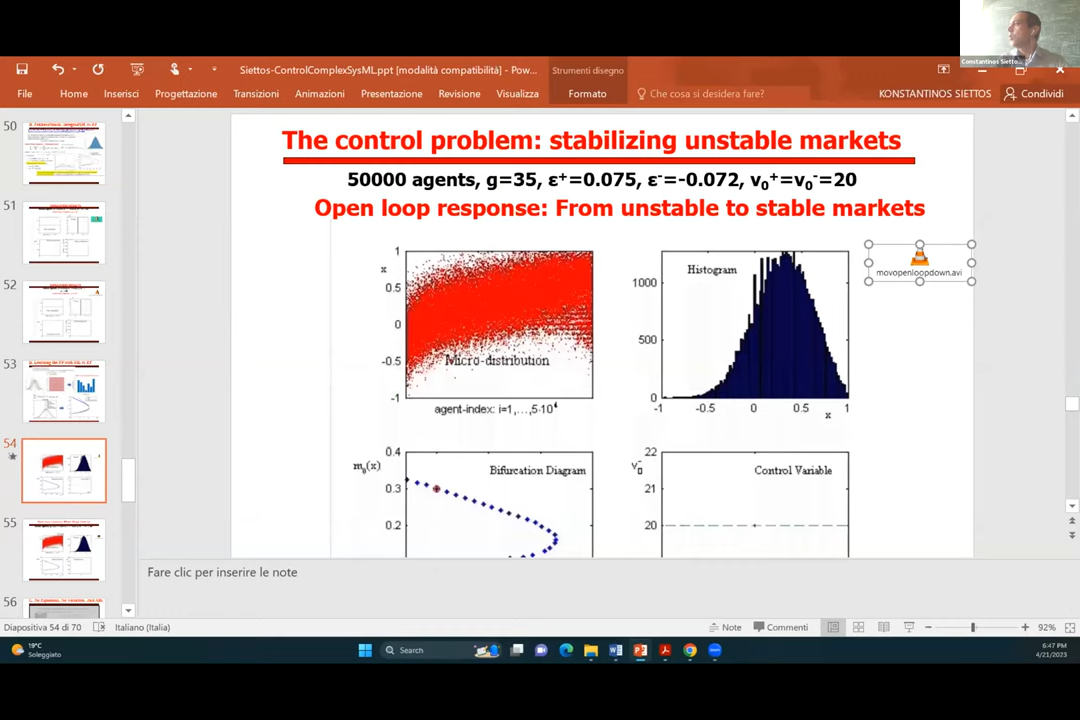 Constantinos Sietto...
Siettos-ControlComplexSysML.ppt [modalità compatibilità] - Pow...
Strumenti disegno
File Home Inserisci Progettazione Transizioni Animazioni Presentazione Revisione Visualizza Formato Che cosa si desidera fare? KONSTANTINOS SIETTOS Condividi
50
51
52
53
54
55
56
The control problem: stabilizing unstable markets
50000 agents, g=35, ε+=0.075, ε-=-0.072, v0+=v0-=20
Open loop response: From unstable to stable markets
movopenloopdown.avi
x
1
0.5
0
-0.5
-1
Micro-distribution
agent-index: i=1,...,5·10⁴
Histogram
1000
500
0
-1 -0.5 0 0.5 1
x
m0(x)
0.4
0.3
0.2
Bifurcation Diagram
v0-
22
21
20
Control Variable
Fare clic per inserire le note
Diapositiva 54 di 70 Italiano (Italia) Note Commenti 92%
19°C
Soleggiato
Search
6:47 PM
4/21/2023